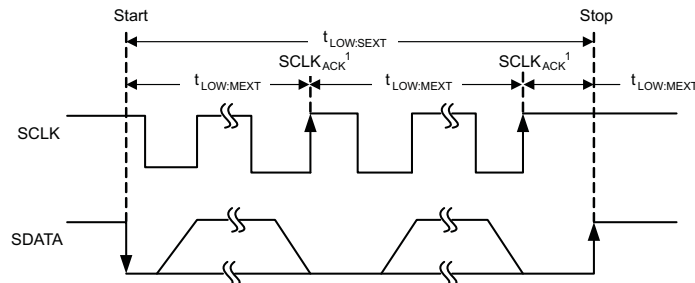 Start Stop
tLOW:SEXT
SCLKACK1 SCLKACK1
tLOW:MEXT tLOW:MEXT tLOW:MEXT
SCLK
SDATA